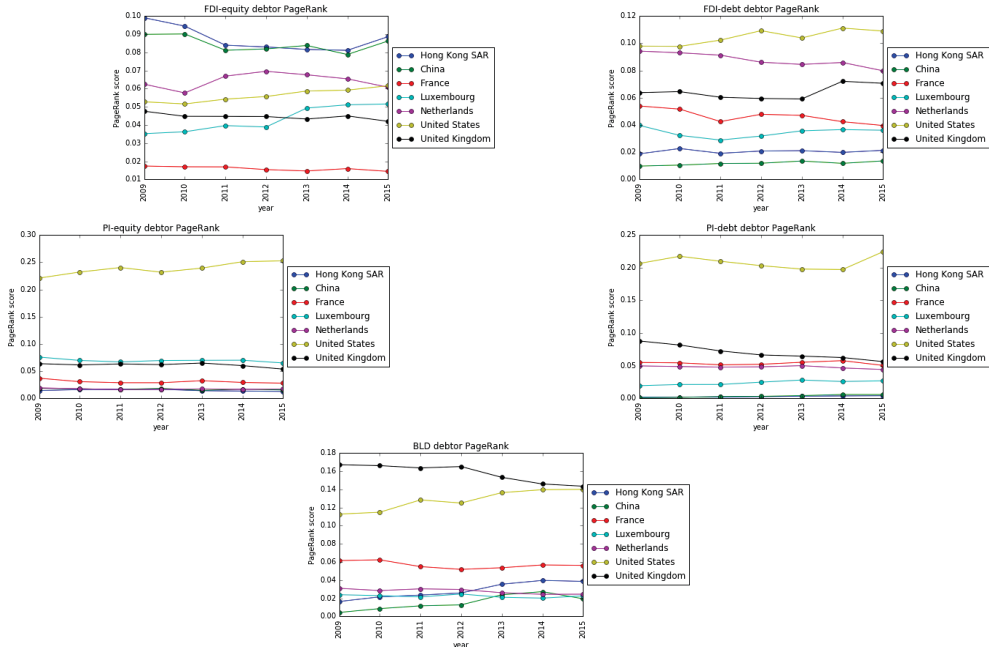 FDI-equity debtor PageRank
0.10
0.09
0.08
0.07
0.06
0.05
0.04
0.03
0.02
0.01
PageRank score
2009
2010
2011
2012
2013
2014
2015
year
Hong Kong SAR
China
France
Luxembourg
Netherlands
United States
United Kingdom
FDI-debt debtor PageRank
0.12
0.10
0.08
0.06
0.04
0.02
0.00
PageRank score
2009
2010
2011
2012
2013
2014
2015
year
Hong Kong SAR
China
France
Luxembourg
Netherlands
United States
United Kingdom
PI-equity debtor PageRank
0.30
0.25
0.20
0.15
0.10
0.05
0.00
PageRank score
2009
2010
2011
2012
2013
2014
2015
year
Hong Kong SAR
China
France
Luxembourg
Netherlands
United States
United Kingdom
PI-debt debtor PageRank
0.25
0.20
0.15
0.10
0.05
0.00
PageRank score
2009
2010
2011
2012
2013
2014
2015
year
Hong Kong SAR
China
France
Luxembourg
Netherlands
United States
United Kingdom
BLD debtor PageRank
0.18
0.16
0.14
0.12
0.10
0.08
0.06
0.04
0.02
0.00
PageRank score
2009
2010
2011
2012
2013
2014
2015
year
Hong Kong SAR
China
France
Luxembourg
Netherlands
United States
United Kingdom